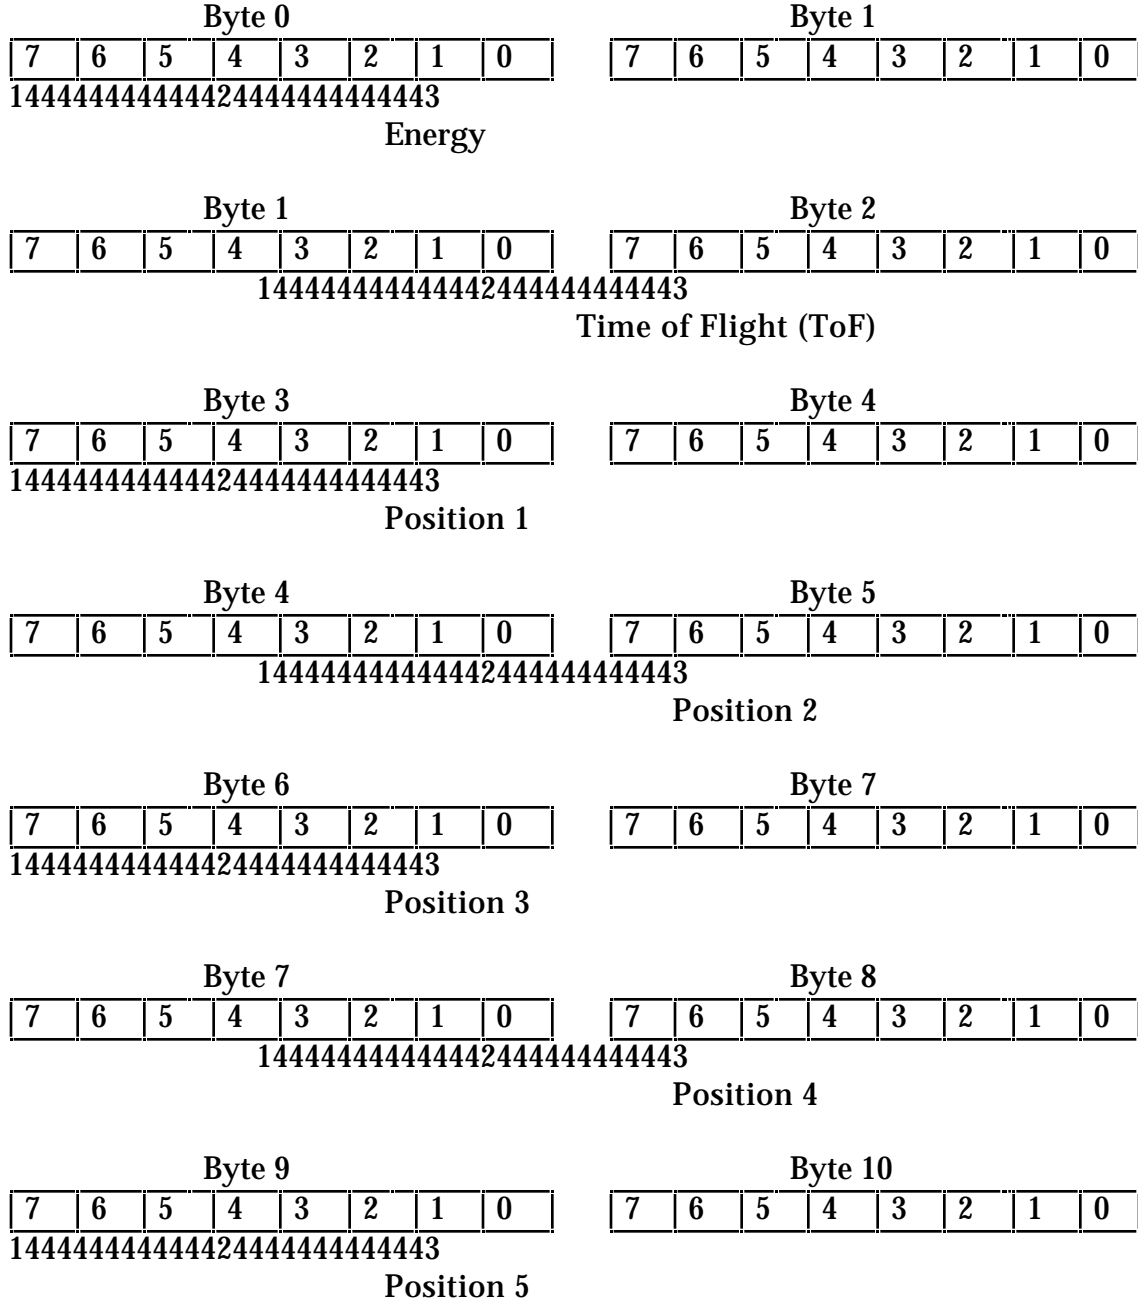 Byte 0 Byte 1
7 6 5 4 3 2 1 0 7 6 5 4 3 2 1 0
1444444444444244444444444443
Energy
Byte 1 Byte 2
7 6 5 4 3 2 1 0 7 6 5 4 3 2 1 0
1444444444444442444444444443
Time of Flight (ToF)
Byte 3 Byte 4
7 6 5 4 3 2 1 0 7 6 5 4 3 2 1 0
1444444444444244444444444443
Position 1
Byte 4 Byte 5
7 6 5 4 3 2 1 0 7 6 5 4 3 2 1 0
1444444444444442444444444443
Position 2
Byte 6 Byte 7
7 6 5 4 3 2 1 0 7 6 5 4 3 2 1 0
1444444444444244444444444443
Position 3
Byte 7 Byte 8
7 6 5 4 3 2 1 0 7 6 5 4 3 2 1 0
1444444444444442444444444443
Position 4
Byte 9 Byte 10
7 6 5 4 3 2 1 0 7 6 5 4 3 2 1 0
1444444444444244444444444443
Position 5